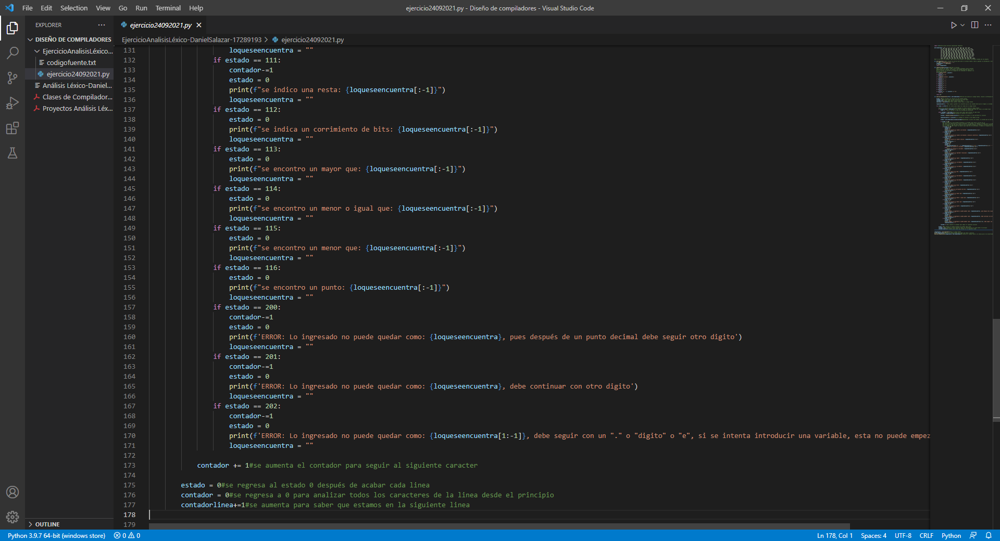 File Edit Selection View Go Run Terminal Help
ejercicio24092021.py - Diseño de compiladores - Visual Studio Code
EXPLORER ...
DISEÑO DE COMPILADORES
EjercicioAnalisisLéxico...
codigofuente.txt
ejercicio24092021.py
Análisis Léxico-Daniel...
Clases de Compilador...
Proyectos Análisis Léx...
OUTLINE
ejercicio24092021.py
EjercicioAnalisisLéxico-DanielSalazar-17289193 > ejercicio24092021.py
131 loqueseencuentra = ""
132 if estado == 111:
133 contador-=1
134 estado = 0
135 print(f"se indico una resta: {loqueseencuentra[:-1]}")
136 loqueseencuentra = ""
137 if estado == 112:
138 estado = 0
139 print(f"se indica un corrimiento de bits: {loqueseencuentra[:-1]}")
140 loqueseencuentra = ""
141 if estado == 113:
142 estado = 0
143 print(f"se encontro un mayor que: {loqueseencuentra[:-1]}")
144 loqueseencuentra = ""
145 if estado == 114:
146 estado = 0
147 print(f"se encontro un menor o igual que: {loqueseencuentra[:-1]}")
148 loqueseencuentra = ""
149 if estado == 115:
150 estado = 0
151 print(f"se encontro un menor que: {loqueseencuentra[:-1]}")
152 loqueseencuentra = ""
153 if estado == 116:
154 estado = 0
155 print(f"se encontro un punto: {loqueseencuentra[:-1]}")
156 loqueseencuentra = ""
157 if estado == 200:
158 contador-=1
159 estado = 0
160 print(f'ERROR: Lo ingresado no puede quedar como: {loqueseencuentra}, pues después de un punto decimal debe seguir otro digito')
161 loqueseencuentra = ""
162 if estado == 201:
163 contador-=1
164 estado = 0
165 print(f'ERROR: Lo ingresado no puede quedar como: {loqueseencuentra}, debe continuar con otro digito')
166 loqueseencuentra = ""
167 if estado == 202:
168 contador-=1
169 estado = 0
170 print(f'ERROR: Lo ingresado no puede quedar como: {loqueseencuentra[1:-1]}, debe seguir con un "." o "digito" o "e", si se intenta introducir una variable, esta no puede empez
171 loqueseencuentra = ""
172
173 contador += 1#se aumenta el contador para seguir al siguiente caracter
174
175 estado = 0#se regresa al estado 0 después de acabar cada linea
176 contador = 0#se regresa a 0 para analizar todos los caracteres de la linea desde el principio
177 contadorlinea+=1#se aumenta para saber que estamos en la siguiente linea
178
179
Python 3.9.7 64-bit (windows store) 0 0 Ln 178, Col 1 Spaces: 4 UTF-8 CRLF Python